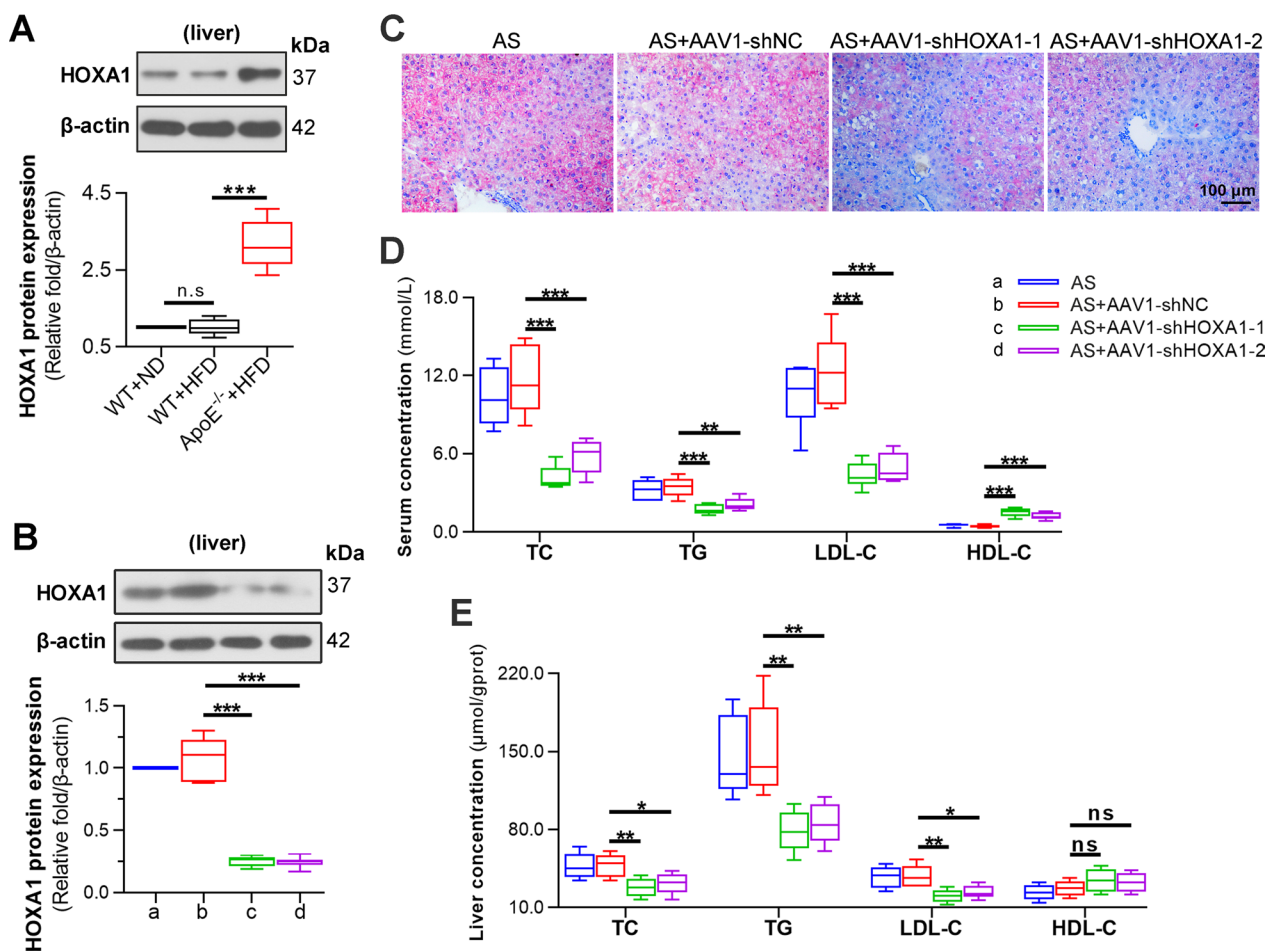 A
(liver)
kDa
HOXA1
37
β-actin
42
HOXA1 protein expression
(Relative fold/β-actin)
4.5
2.5
0.5
***
n.s
WT+ND
WT+HFD
ApoE-/-+HFD
B
(liver)
kDa
HOXA1
37
β-actin
42
HOXA1 protein expression
(Relative fold/β-actin)
1.5
1.0
0.5
0.0
***
***
a
b
c
d
C
AS
AS+AAV1-shNC
AS+AAV1-shHOXA1-1
AS+AAV1-shHOXA1-2
100 μm
D
Serum concentration (mmol/L)
18.0
12.0
6.0
0.0
***
***
**
***
***
***
***
***
TC
TG
LDL-C
HDL-C
a AS
b AS+AAV1-shNC
c AS+AAV1-shHOXA1-1
d AS+AAV1-shHOXA1-2
E
Liver concentration (μmol/gprot)
220.0
150.0
80.0
10.0
*
**
**
**
*
**
ns
ns
TC
TG
LDL-C
HDL-C